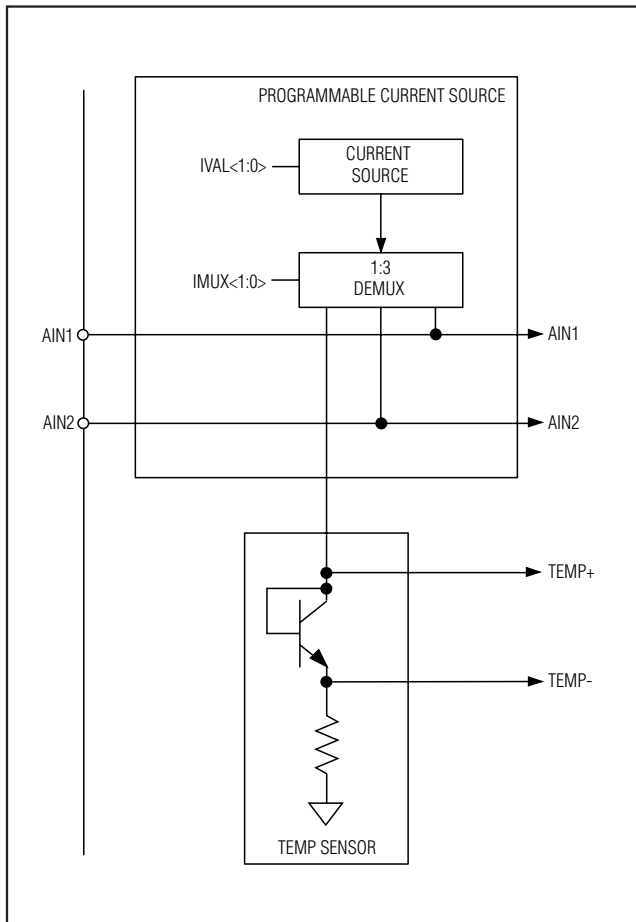 PROGRAMMABLE CURRENT SOURCE
CURRENT
SOURCE
IVAL<1:0>
1:3
DEMUX
IMUX<1:0>
AIN1
AIN1
AIN2
AIN2
TEMP+
TEMP-
TEMP SENSOR